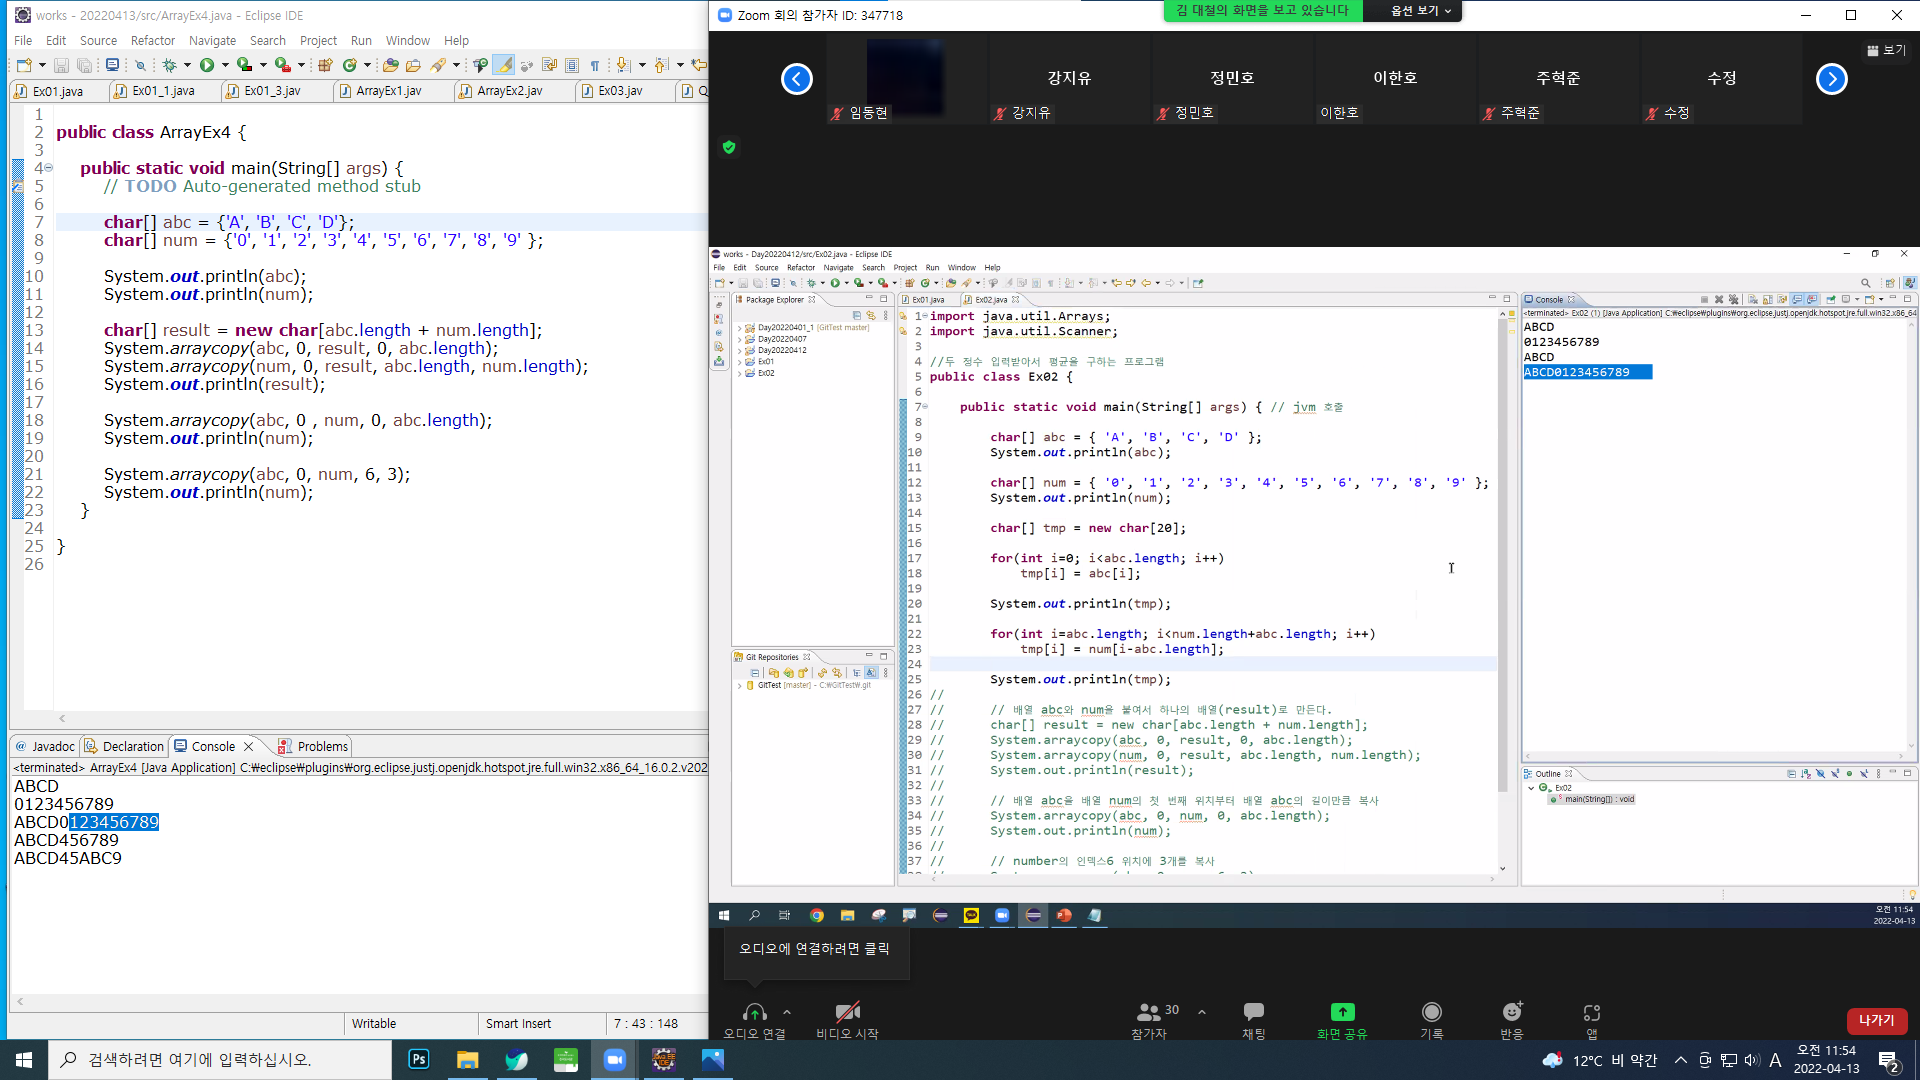 works - 20220413/src/ArrayEx4.java - Eclipse IDE
File Edit Source Refactor Navigate Search Project Run Window Help
Ex01.java Ex01_1.java Ex01_3.jav ArrayEx1.jav ArrayEx2.jav Ex03.jav Q
1
2 public class ArrayEx4 {
3
4 public static void main(String[] args) {
5 // TODO Auto-generated method stub
6
7 char[] abc = {'A', 'B', 'C', 'D'};
8 char[] num = {'0', '1', '2', '3', '4', '5', '6', '7', '8', '9' };
9
10 System.out.println(abc);
11 System.out.println(num);
12
13 char[] result = new char[abc.length + num.length];
14 System.arraycopy(abc, 0, result, 0, abc.length);
15 System.arraycopy(num, 0, result, abc.length, num.length);
16 System.out.println(result);
17
18 System.arraycopy(abc, 0 , num, 0, abc.length);
19 System.out.println(num);
20
21 System.arraycopy(abc, 0, num, 6, 3);
22 System.out.println(num);
23 }
24
25 }
26
@ Javadoc Declaration Console Problems
<terminated> ArrayEx4 [Java Application] C:₩eclipse₩plugins₩org.eclipse.justj.openjdk.hotspot.jre.full.win32.x86_64_16.0.2.v202
ABCD
0123456789
ABCD0123456789
ABCD456789
ABCD45ABC9
Writable Smart Insert 7 : 43 : 148
Zoom 회의 참가자 ID: 347718
김 대철의 화면을 보고 있습니다 옵션 보기
보기
강지유 정민호 이한호 주혁준 수정
임동현 강지유 정민호 이한호 주혁준 수정
works - Day20220412/src/Ex02.java - Eclipse IDE
File Edit Source Refactor Navigate Search Project Run Window Help
Package Explorer
Day20220401_1 [GitTest master]
Day20220407
Day20220412
Ex01
Ex02
Git Repositories
GitTest [master] - C:₩GitTest₩.git
Ex01.java Ex02.java
1 import java.util.Arrays;
2 import java.util.Scanner;
3
4 //두 정수 입력받아서 평균을 구하는 프로그램
5 public class Ex02 {
6
7 public static void main(String[] args) { // jvm 호출
8
9 char[] abc = { 'A', 'B', 'C', 'D' };
10 System.out.println(abc);
11
12 char[] num = { '0', '1', '2', '3', '4', '5', '6', '7', '8', '9' };
13 System.out.println(num);
14
15 char[] tmp = new char[20];
16
17 for(int i=0; i<abc.length; i++)
18 tmp[i] = abc[i];
19
20 System.out.println(tmp);
21
22 for(int i=abc.length; i<num.length+abc.length; i++)
23 tmp[i] = num[i-abc.length];
24
25 System.out.println(tmp);
26 //
27 // // 배열 abc와 num을 붙여서 하나의 배열(result)로 만든다.
28 // char[] result = new char[abc.length + num.length];
29 // System.arraycopy(abc, 0, result, 0, abc.length);
30 // System.arraycopy(num, 0, result, abc.length, num.length);
31 // System.out.println(result);
32 //
33 // // 배열 abc을 배열 num의 첫 번째 위치부터 배열 abc의 길이만큼 복사
34 // System.arraycopy(abc, 0, num, 0, abc.length);
35 // System.out.println(num);
36 //
37 // // number의 인덱스6 위치에 3개를 복사
Console
<terminated> Ex02 (1) [Java Application] C:₩eclipse₩plugins₩org.eclipse.justj.openjdk.hotspot.jre.full.win32.x86_64
ABCD
0123456789
ABCD
ABCD0123456789
Outline
Ex02
main(String[]) : void
오전 11:54
2022-04-13
오디오에 연결하려면 클릭
30
오디오 연결 비디오 시작 참가자 채팅 화면 공유 기록 반응 앱
나가기
검색하려면 여기에 입력하십시오.
Ps
12°C 비 약간 A
오전 11:54
2022-04-13
2